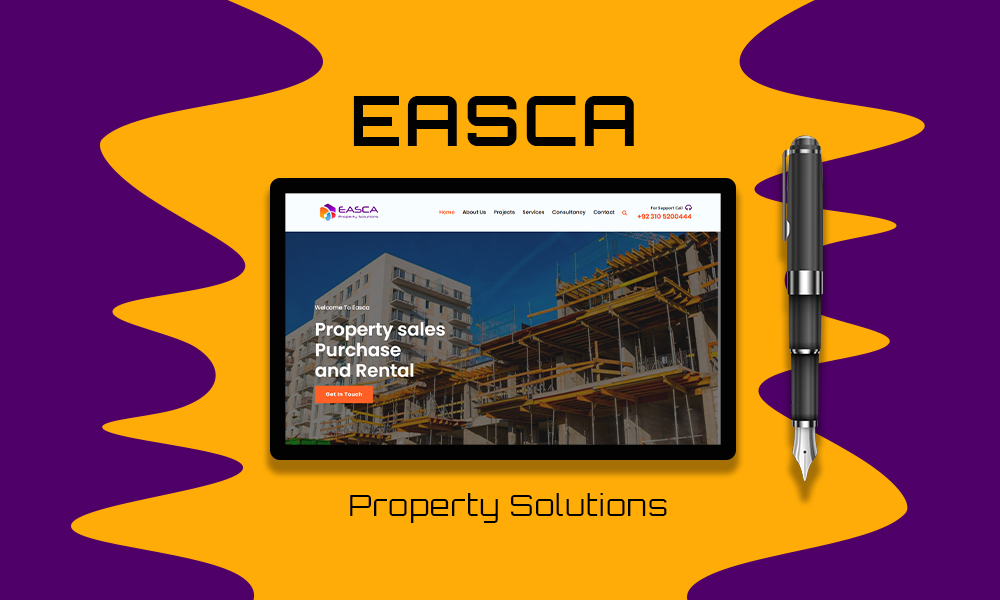 EASCA
EASCA
Property Solutions
Home About Us Projects Services Consultancy Contact
For Support Call
+92 310 5200444
Welcome To Easca
Property sales
Purchase
and Rental
Get In Touch
Property Solutions